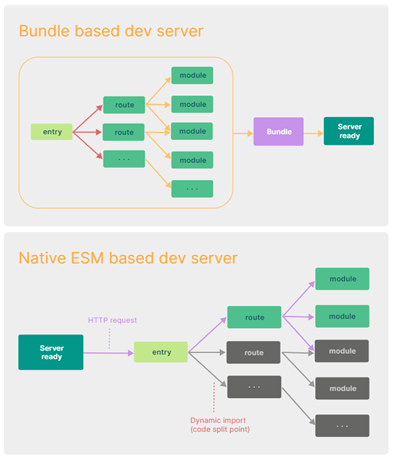 Bundle based dev server
entry
route
route
· · ·
module
module
module
module
· · ·
Bundle
Server
ready
Native ESM based dev server
Server
ready
HTTP request
entry
route
route
· · ·
Dynamic import
(code split point)
module
module
module
module
· · ·